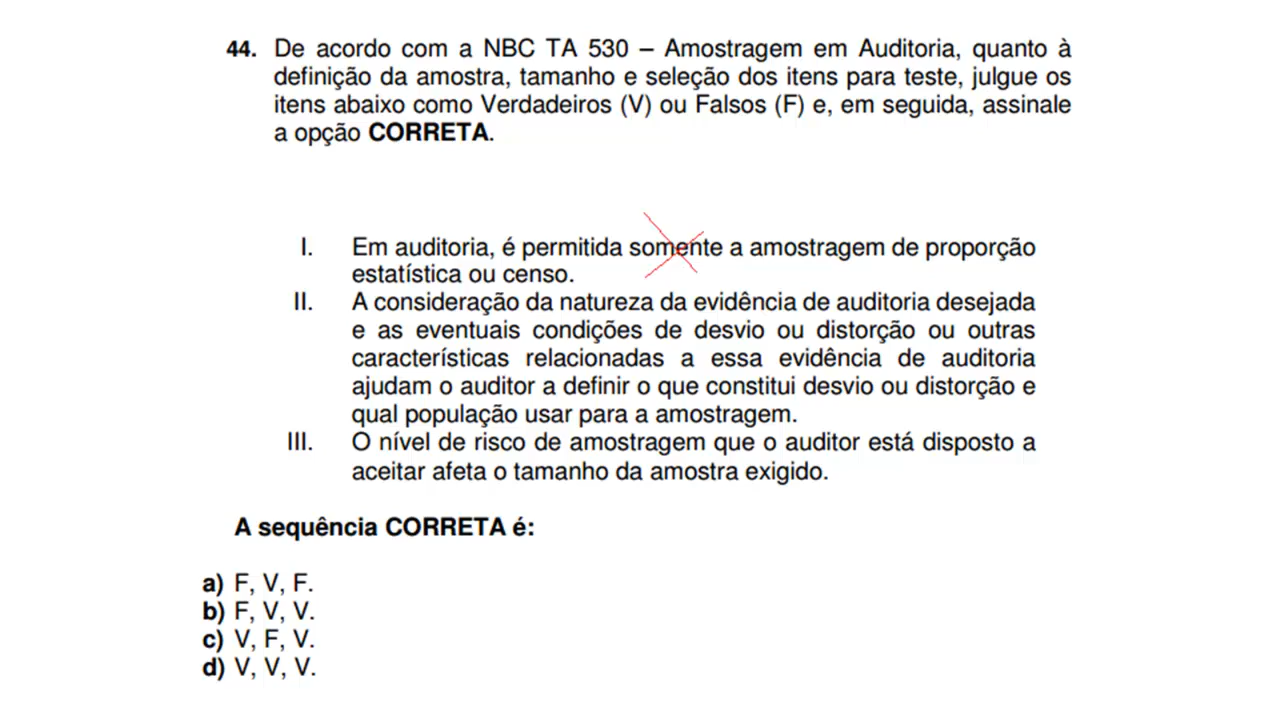 44. De acordo com a NBC TA 530 – Amostragem em Auditoria, quanto à
definição da amostra, tamanho e seleção dos itens para teste, julgue os
itens abaixo como Verdadeiros (V) ou Falsos (F) e, em seguida, assinale
a opção CORRETA.
I. Em auditoria, é permitida somente a amostragem de proporção
estatística ou censo.
II. A consideração da natureza da evidência de auditoria desejada
e as eventuais condições de desvio ou distorção ou outras
características relacionadas a essa evidência de auditoria
ajudam o auditor a definir o que constitui desvio ou distorção e
qual população usar para a amostragem.
III. O nível de risco de amostragem que o auditor está disposto a
aceitar afeta o tamanho da amostra exigido.
A sequência CORRETA é:
a) F, V, F.
b) F, V, V.
c) V, F, V.
d) V, V, V.